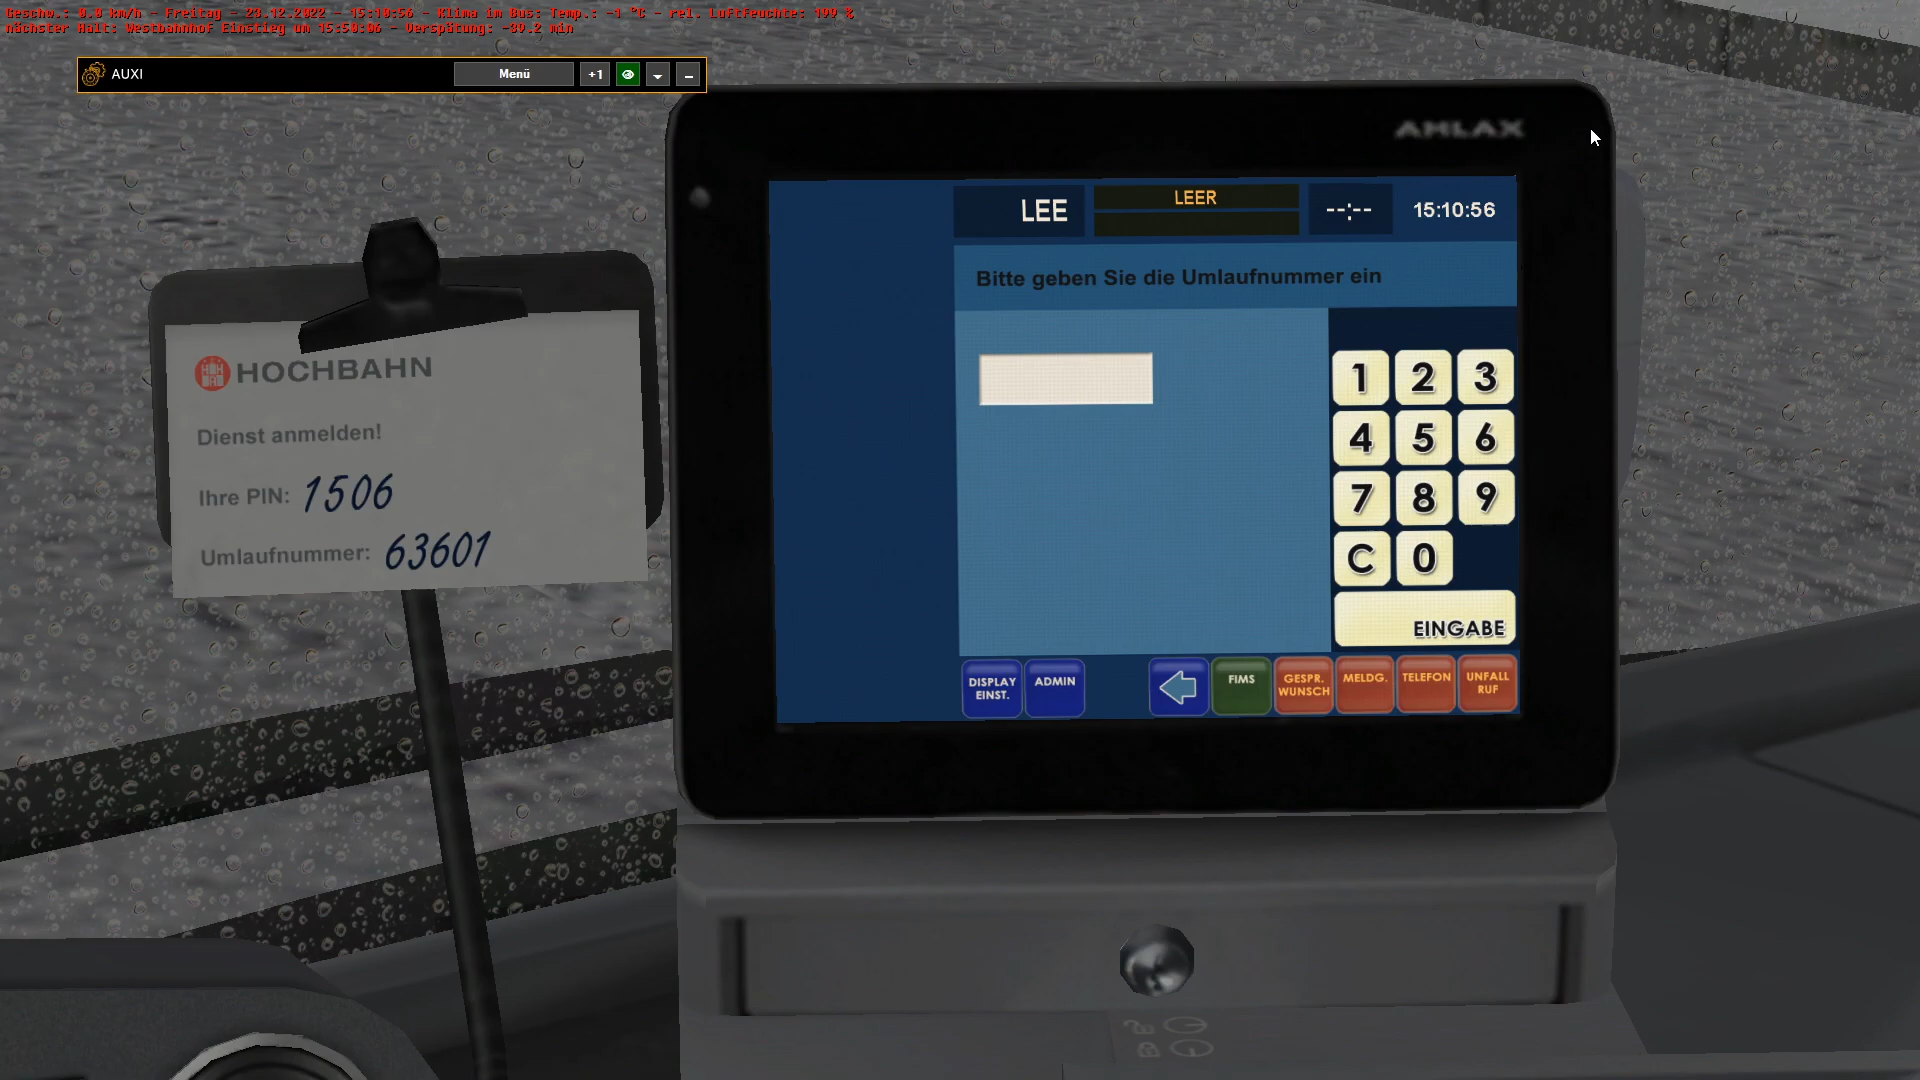 Geschw.: 0.0 km/h - Freitag - 23.12.2022 - 15:10:56 - Klima im Bus: Temp.: -1 °C - rel. Luftfeuchte: 199 %
nächster Halt: Westbahnhof Einstieg um 15:50:06 - Verspätung: -39.2 min
AUXI
Menü
+1
AHLAX
LEE
LEER
--:--
15:10:56
Bitte geben Sie die Umlaufnummer ein
HOCHBAHN
Dienst anmelden!
Ihre PIN: 1506
Umlaufnummer: 63601
1 2 3
4 5 6
7 8 9
C 0
EINGABE
DISPLAY EINST.
ADMIN
FIMS
GESPR. WUNSCH
MELDG.
TELEFON
UNFALL RUF